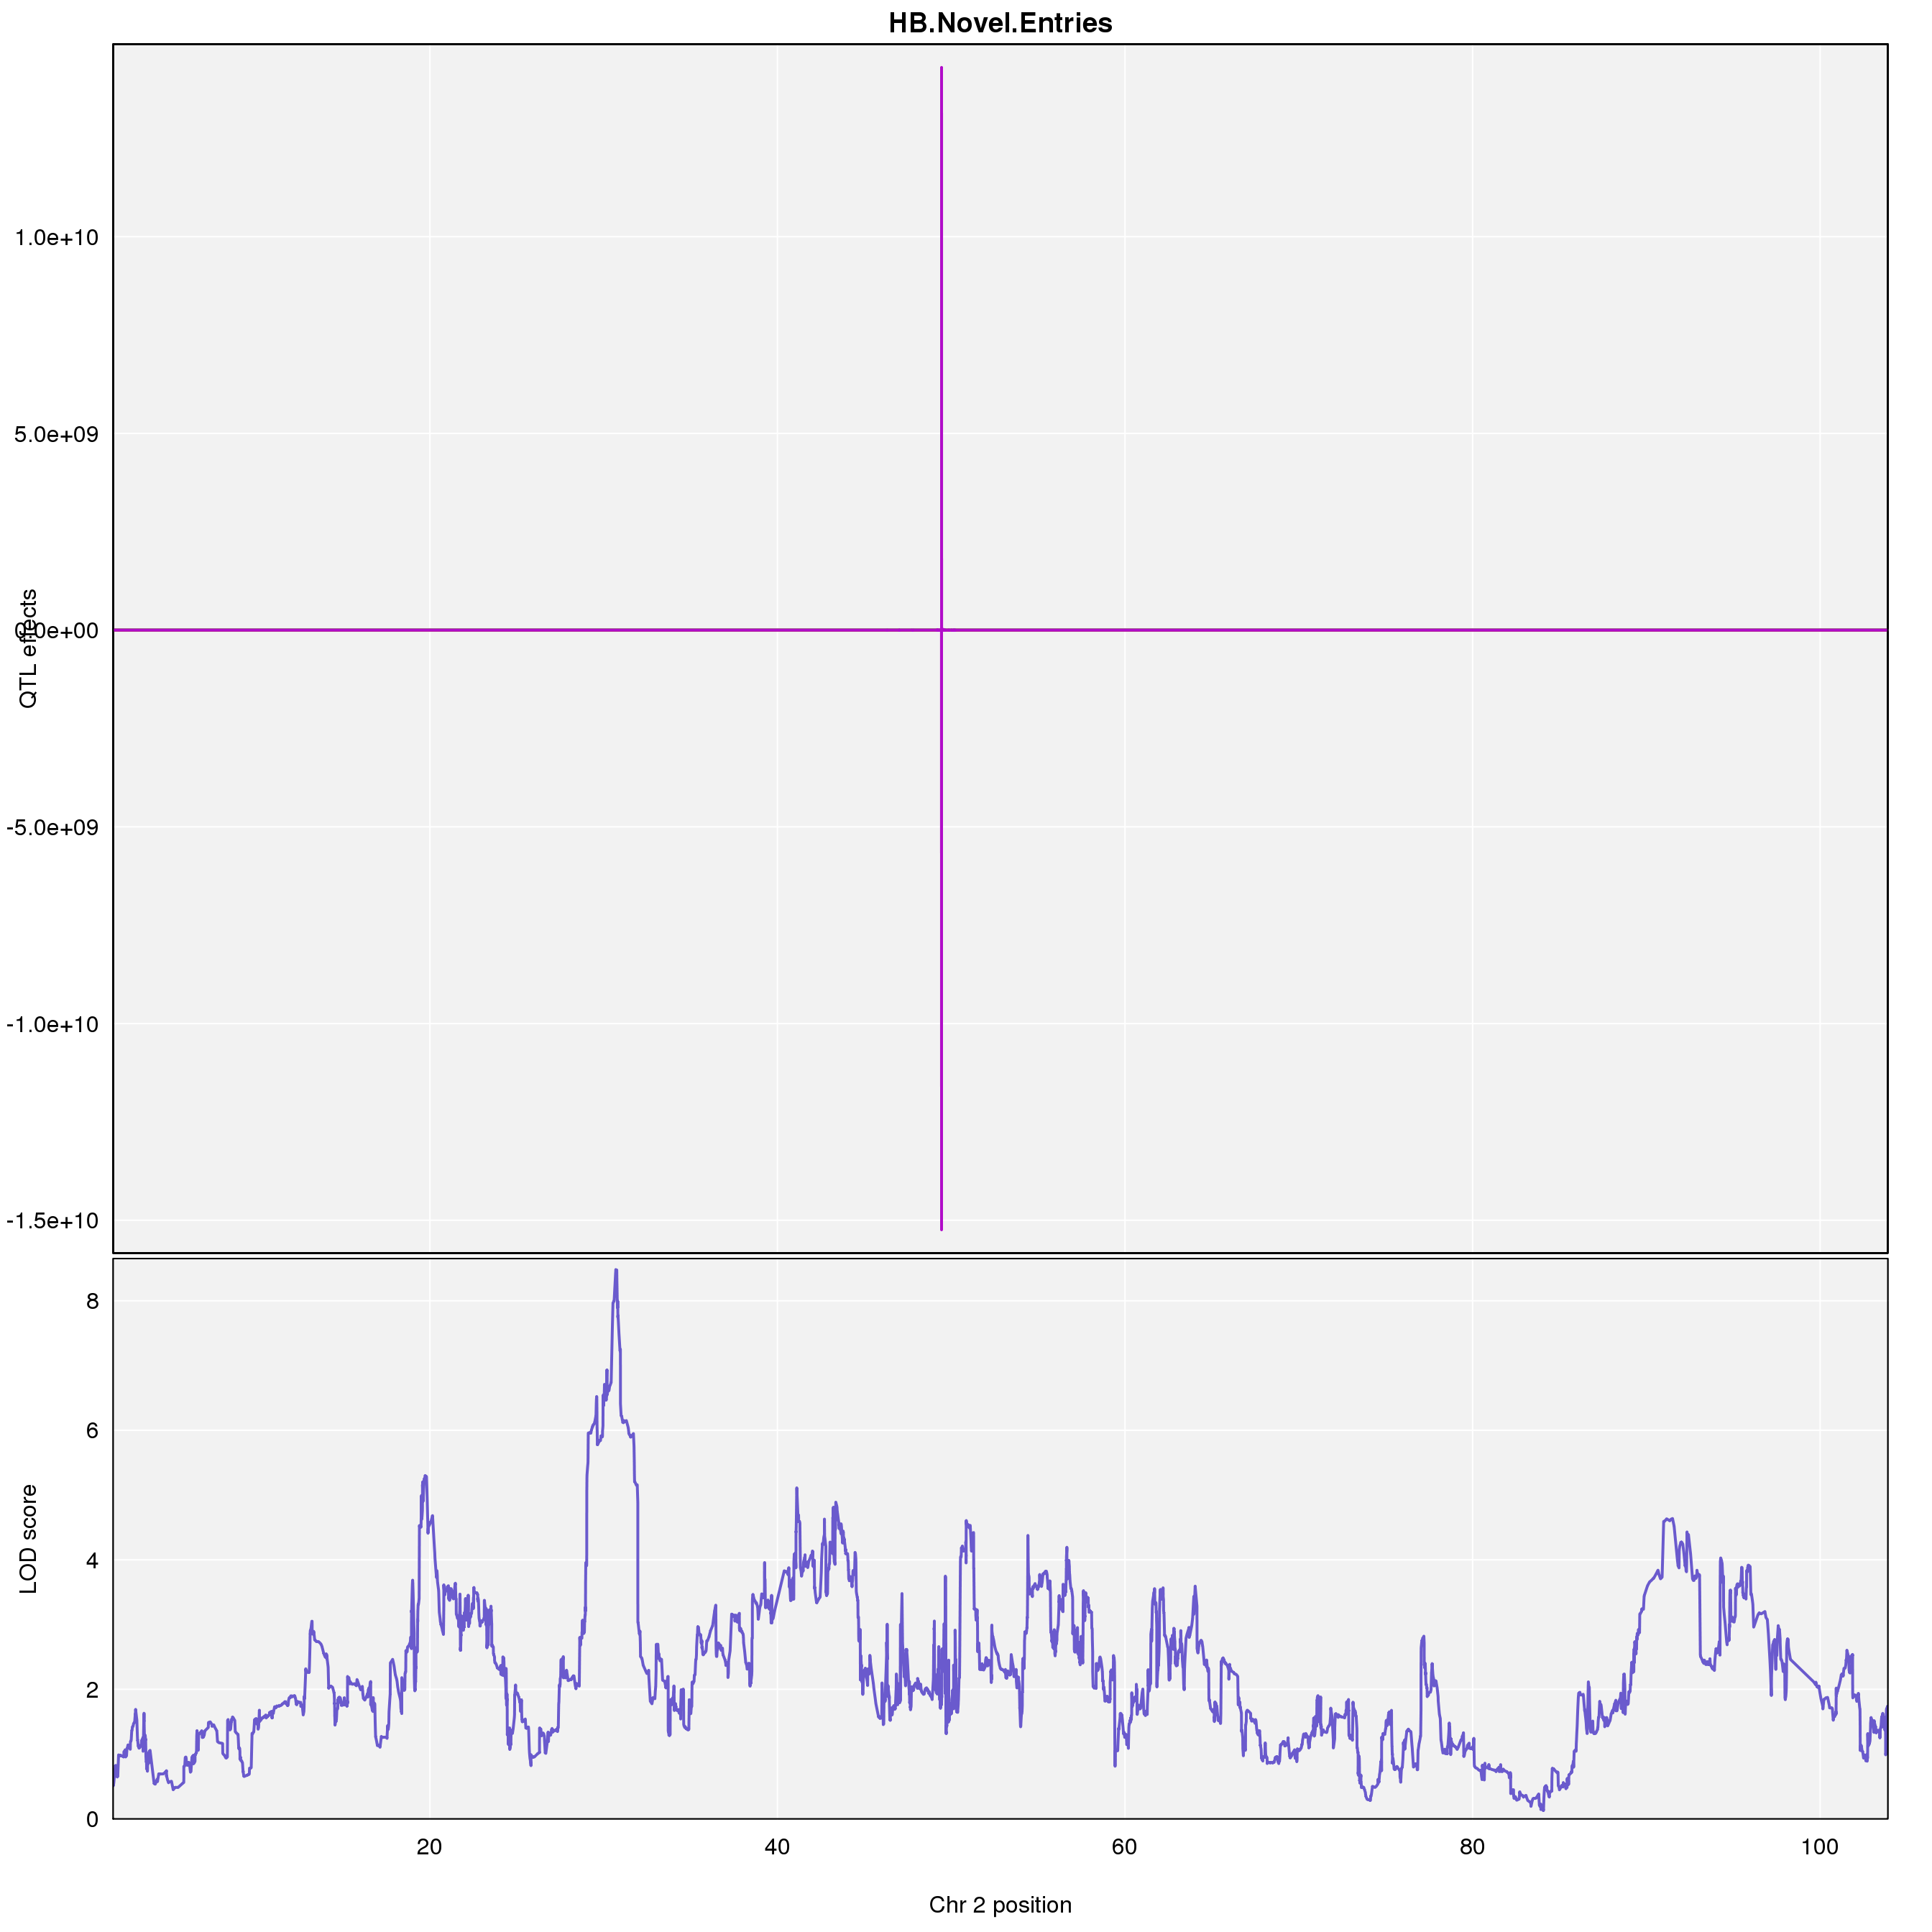 HB.Novel.Entries
1.0e+10
5.0e+09
0.0e+00
-5.0e+09
-1.0e+10
-1.5e+10
QTL effects
8
6
4
2
0
LOD score
20 40 60 80 100
Chr 2 position